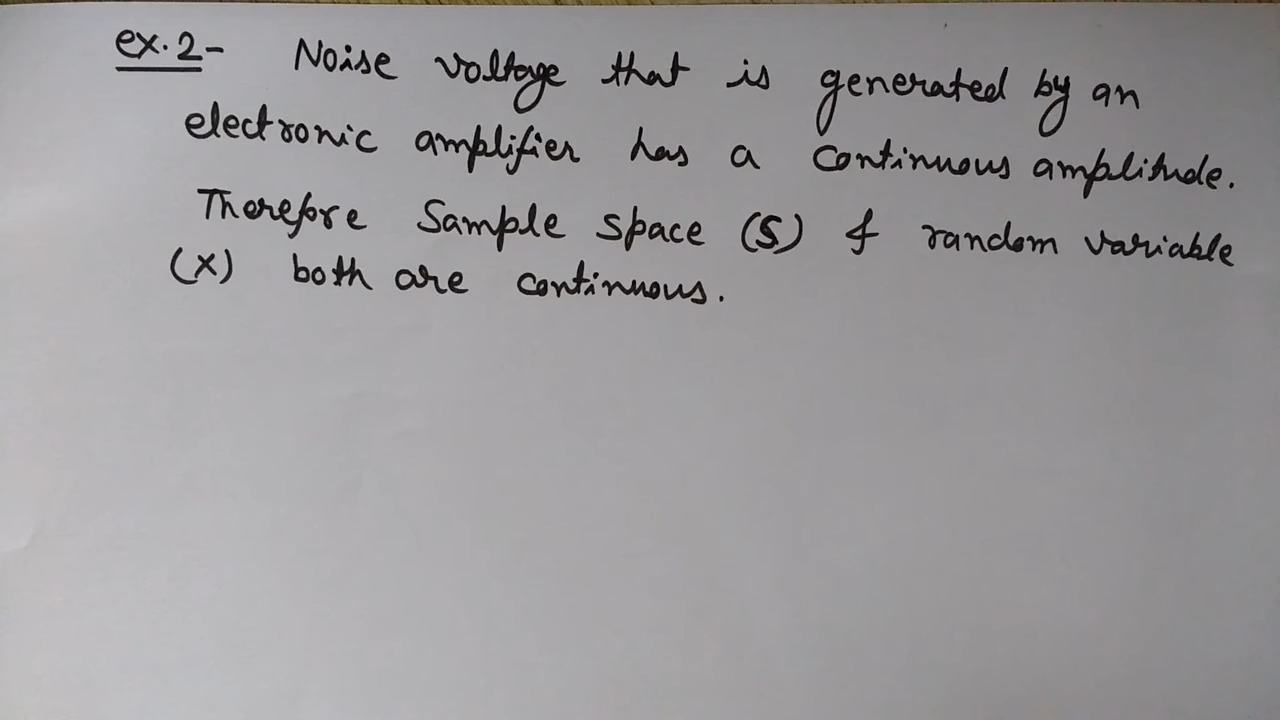 ex.2- Noise voltage that is generated by an
electronic amplifier has a continuous amplitude.
Therefore Sample space (S) & random variable
(X) both are continuous.